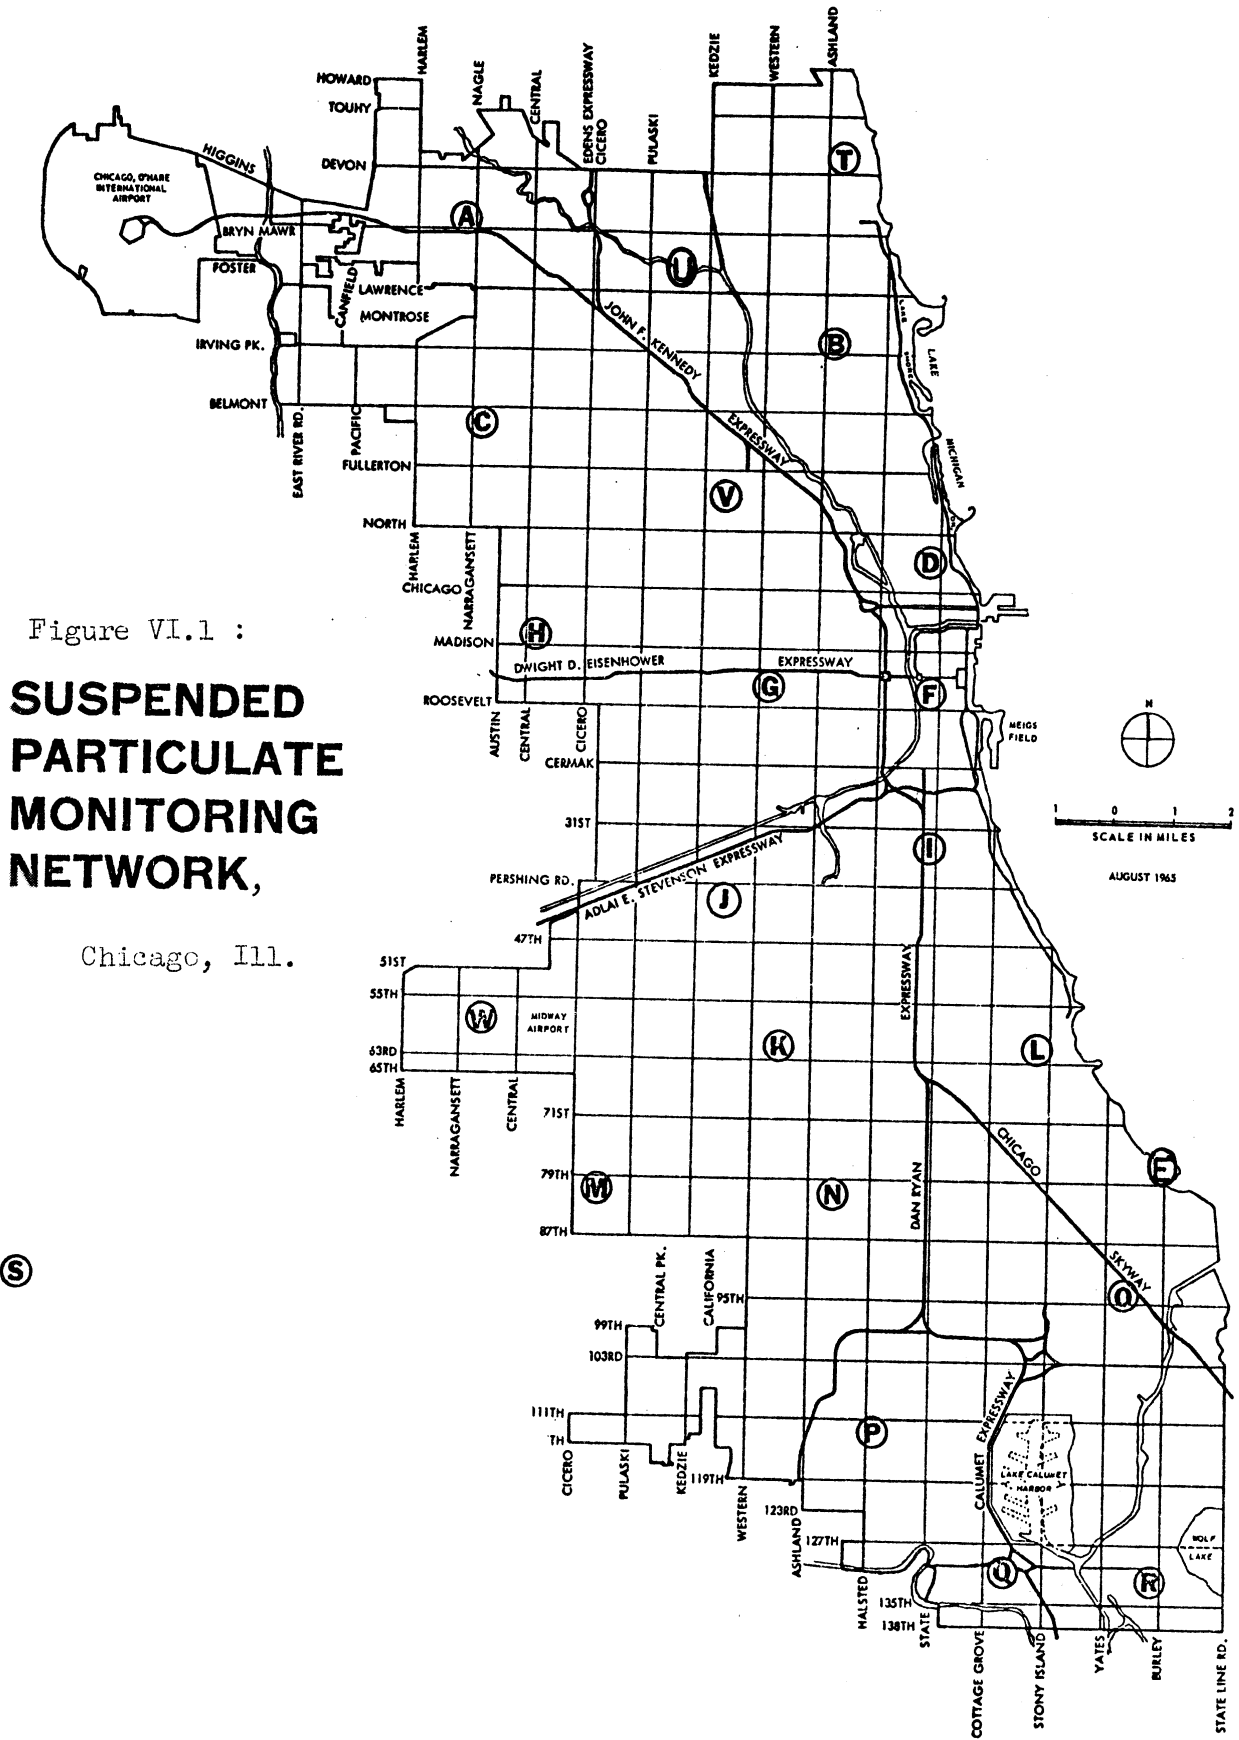 HARLEM
NAGLE
CENTRAL
EDENS EXPRESSWAY
CICERO
PULASKI
KEDZIE
WESTERN
ASHLAND
HOWARD
TOUHY
DEVON
HIGGINS
CHICAGO, O'HARE
INTERNATIONAL
AIRPORT
T
A
BRYN MAWR
U
FOSTER
CANFIELD
LAWRENCE
MONTROSE
JOHN F. KENNEDY
EXPRESSWAY
B
LAKE
SHORE
LAKE
MICHIGAN
IRVING PK.
BELMONT
C
EAST RIVER RD.
PACIFIC
FULLERTON
V
NORTH
HARLEM
NARRAGANSETT
D
CHICAGO
Figure VI.1 :
H
MADISON
DWIGHT D. EISENHOWER
EXPRESSWAY
G
F
ROOSEVELT
SUSPENDED
PARTICULATE
MONITORING
NETWORK,
Chicago, Ill.
AUSTIN
CENTRAL
CICERO
CERMAK
MEIGS
FIELD
N
1 0 1 2
SCALE IN MILES
AUGUST 1965
31ST
I
PERSHING RD.
ADLAI E. STEVENSON EXPRESSWAY
J
47TH
51ST
55TH
W
MIDWAY
AIRPORT
EXPRESSWAY
K
L
63RD
65TH
HARLEM
NARRAGANSETT
CENTRAL
71ST
CHICAGO
SKYWAY
E
79TH
M
N
DAN RYAN
87TH
S
CENTRAL PK.
CALIFORNIA
95TH
O
99TH
103RD
EXPRESSWAY
CALUMET
111TH
P
TH
CICERO
PULASKI
KEDZIE
119TH
WESTERN
LAKE CALUMET
HARBOR
123RD
ASHLAND
127TH
WOLF
LAKE
Q
R
HALSTED
135TH
138TH
STATE
COTTAGE GROVE
STONY ISLAND
YATES
BURLEY
STATE LINE RD.